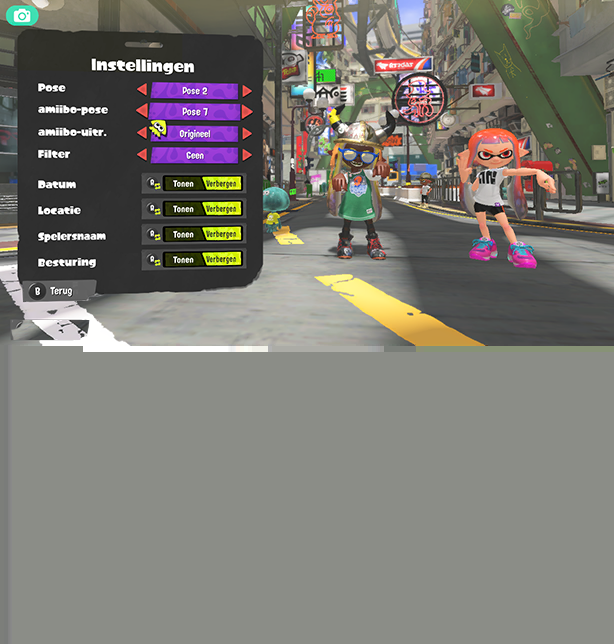 Instellingen
Pose Pose 2
amiibo-pose Pose 7
amiibo-uitr. Origineel
Filter Geen
Datum Tonen Verbergen
Locatie Tonen Verbergen
Spelersnaam Tonen Verbergen
Besturing Tonen Verbergen
B Terug